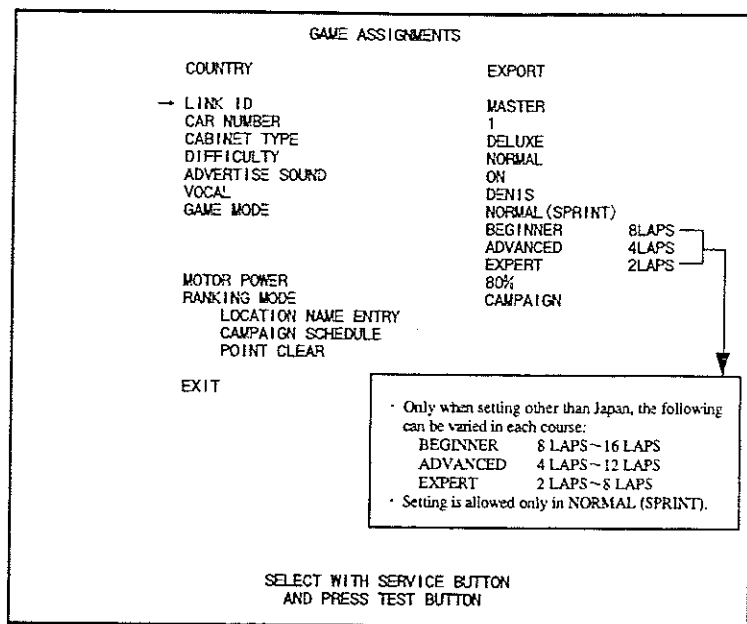 GAME ASSIGNMENTS
COUNTRY EXPORT
→ LINK ID MASTER
CAR NUMBER 1
CABINET TYPE DELUXE
DIFFICULTY NORMAL
ADVERTISE SOUND ON
VOCAL DENIS
GAME MODE NORMAL(SPRINT)
BEGINNER 8LAPS
ADVANCED 4LAPS
EXPERT 2LAPS
MOTOR POWER 80%
RANKING MODE CAMPAIGN
LOCATION NAME ENTRY
CAMPAIGN SCHEDULE
POINT CLEAR
EXIT
· Only when setting other than Japan, the following
can be varied in each course:
BEGINNER 8 LAPS~16 LAPS
ADVANCED 4 LAPS~12 LAPS
EXPERT 2 LAPS~8 LAPS
· Setting is allowed only in NORMAL (SPRINT).
SELECT WITH SERVICE BUTTON
AND PRESS TEST BUTTON